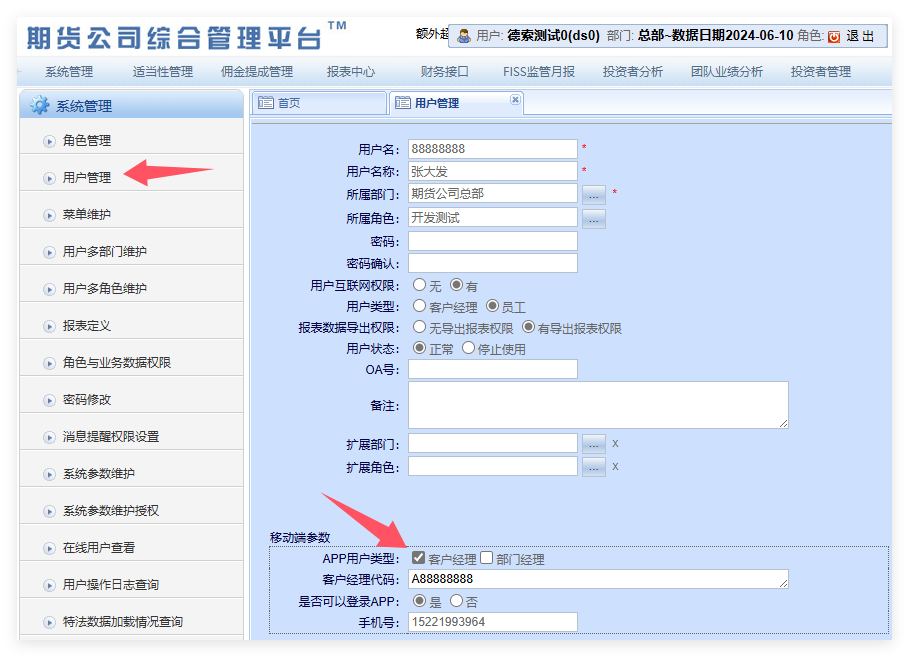 期货公司综合管理平台™
额外起 用户: 德索测试0(ds0) 部门: 总部~数据日期2024-06-10 角色: 退 出
系统管理 适当性管理 佣金提成管理 报表中心 财务接口 FISS监管月报 投资者分析 团队业绩分析 投资者管理
系统管理
角色管理
用户管理
菜单维护
用户多部门维护
用户多角色维护
报表定义
角色与业务数据权限
密码修改
消息提醒权限设置
系统参数维护
系统参数维护授权
在线用户查看
用户操作日志查询
特法数据加载情况查询
首页 用户管理
用户名: 88888888 *
用户名称: 张大发 *
所属部门: 期货公司总部 ... *
所属角色: 开发测试 ...
密码:
密码确认:
用户互联网权限: 无 有
用户类型: 客户经理 员工
报表数据导出权限: 无导出报表权限 有导出报表权限
用户状态: 正常 停止使用
OA号:
备注:
扩展部门: ... x
扩展角色: ... x
移动端参数
APP用户类型: 客户经理 部门经理
客户经理代码: A88888888
是否可以登录APP: 是 否
手机号: 15221993964